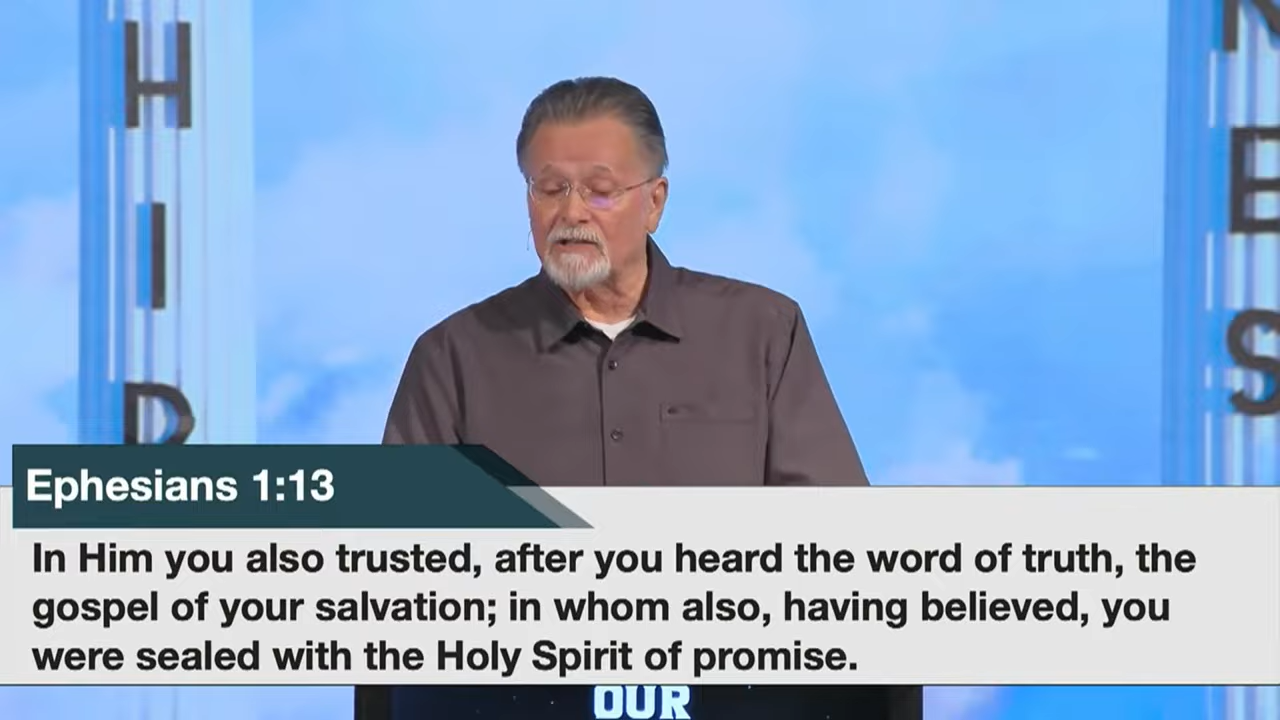 H
I
Ephesians 1:13
In Him you also trusted, after you heard the word of truth, the
gospel of your salvation; in whom also, having believed, you
were sealed with the Holy Spirit of promise.
OUR
E
S